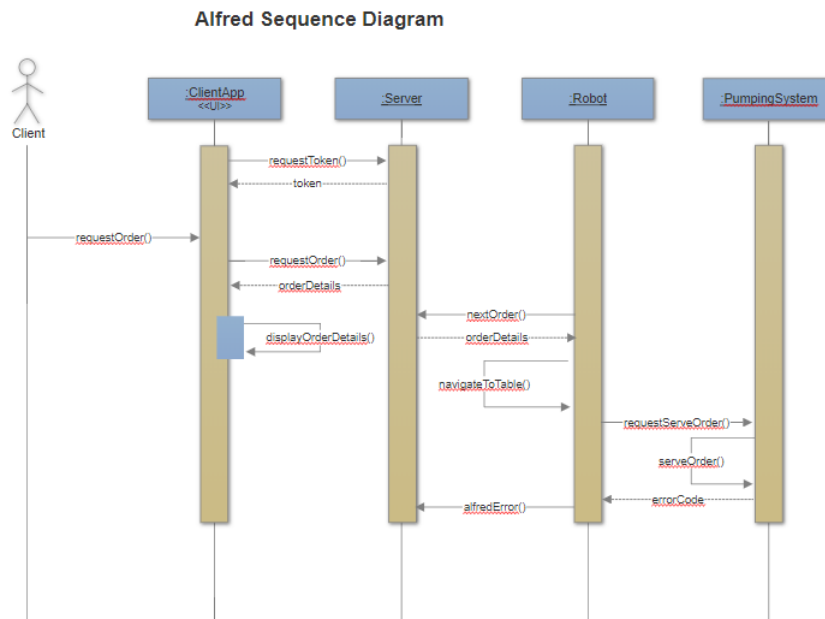 Alfred Sequence Diagram
Client
:ClientApp
<<UI>>
:Server
:Robot
:PumpingSystem
requestToken()
token
requestOrder()
requestOrder()
orderDetails
nextOrder()
displayOrderDetails()
orderDetails
navigateToTable()
requestServeOrder()
serveOrder()
errorCode
alfredError()